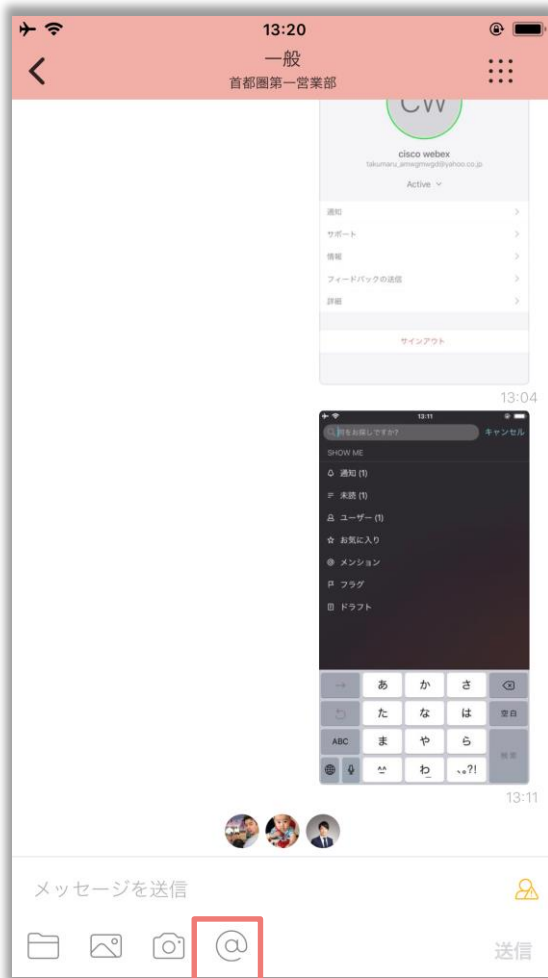 13:20
一般
首都圏第一営業部
CW
cisco webex
takumaru_amwgmwgd@yahoo.co.jp
Active
通知
サポート
情報
フィードバックの送信
詳細
サインアウト
13:04
13:11
何をお探しですか?
キャンセル
SHOW ME
通知 (1)
未読 (1)
ユーザー (1)
お気に入り
メンション
フラグ
ドラフト
あ か さ
た な は 空白
ABC ま や ら 検索
^^ わ 、。?!
13:11
メッセージを送信
@ 送信